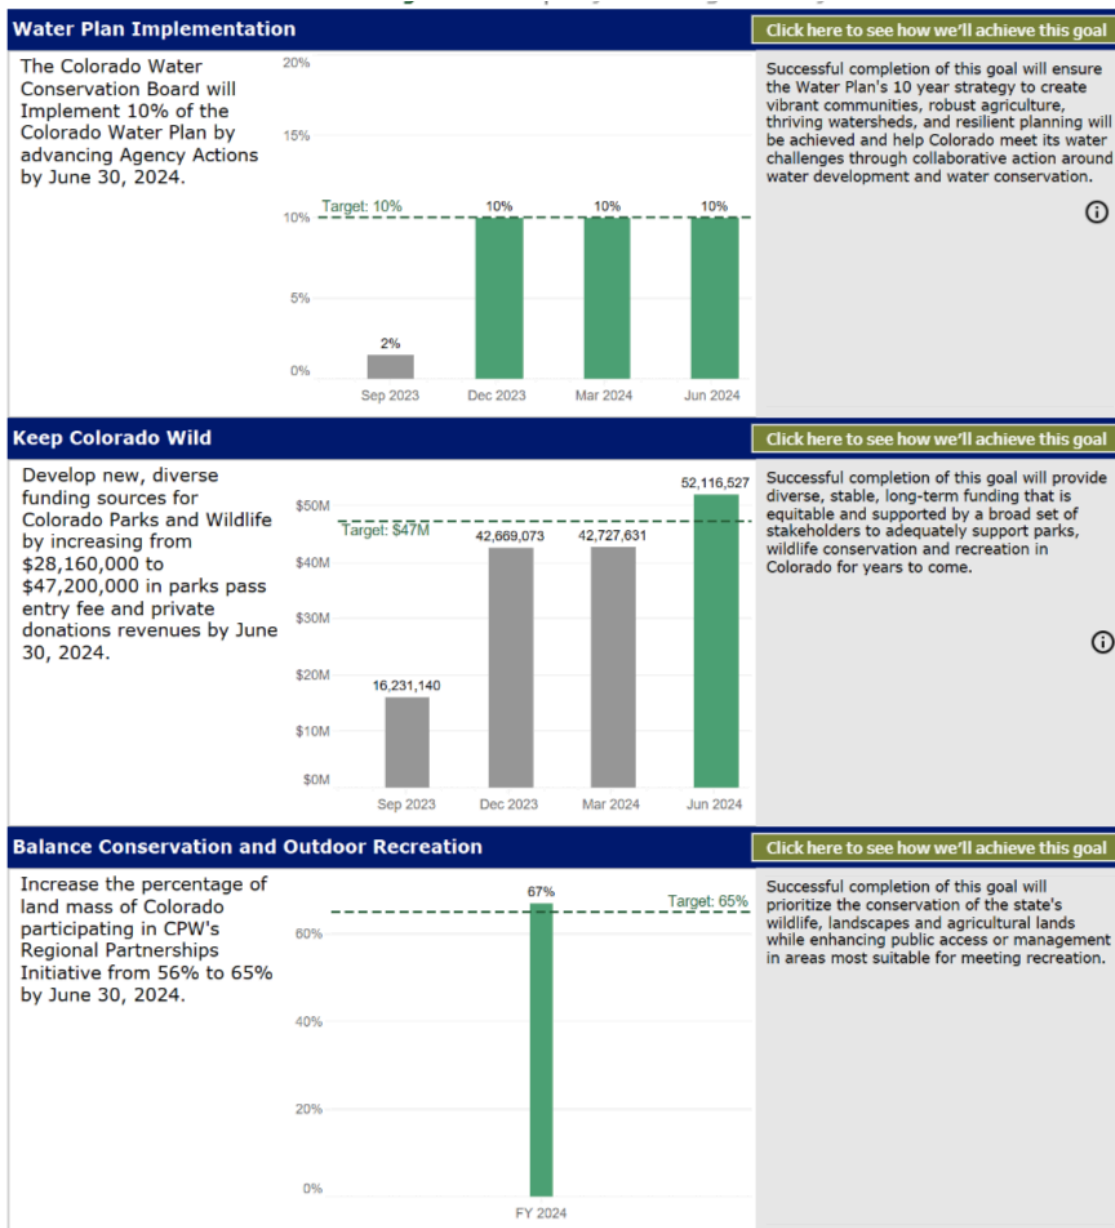 Water Plan Implementation
Click here to see how we'll achieve this goal
The Colorado Water
Conservation Board will
Implement 10% of the
Colorado Water Plan by
advancing Agency Actions
by June 30, 2024.
20%
15%
10%
5%
0%
Target: 10%
2%
10%
10%
10%
Sep 2023
Dec 2023
Mar 2024
Jun 2024
Successful completion of this goal will ensure
the Water Plan's 10 year strategy to create
vibrant communities, robust agriculture,
thriving watersheds, and resilient planning will
be achieved and help Colorado meet its water
challenges through collaborative action around
water development and water conservation.
Keep Colorado Wild
Click here to see how we'll achieve this goal
Develop new, diverse
funding sources for
Colorado Parks and Wildlife
by increasing from
$28,160,000 to
$47,200,000 in parks pass
entry fee and private
donations revenues by June
30, 2024.
$50M
$40M
$30M
$20M
$10M
$0M
Target: $47M
16,231,140
42,669,073
42,727,631
52,116,527
Sep 2023
Dec 2023
Mar 2024
Jun 2024
Successful completion of this goal will provide
diverse, stable, long-term funding that is
equitable and supported by a broad set of
stakeholders to adequately support parks,
wildlife conservation and recreation in
Colorado for years to come.
Balance Conservation and Outdoor Recreation
Click here to see how we'll achieve this goal
Increase the percentage of
land mass of Colorado
participating in CPW's
Regional Partnerships
Initiative from 56% to 65%
by June 30, 2024.
60%
40%
20%
0%
67%
Target: 65%
FY 2024
Successful completion of this goal will
prioritize the conservation of the state's
wildlife, landscapes and agricultural lands
while enhancing public access or management
in areas most suitable for meeting recreation.